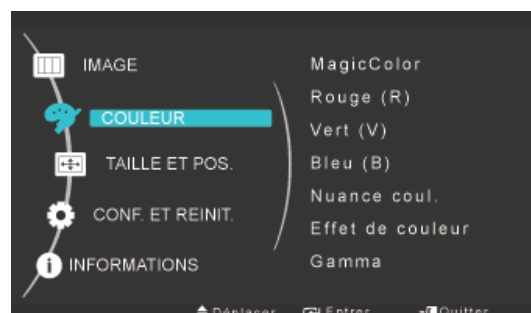 IMAGE
COULEUR
TAILLE ET POS.
CONF. ET REINIT.
INFORMATIONS
MagicColor
Rouge (R)
Vert (V)
Bleu (B)
Nuance coul.
Effet de couleur
Gamma
Déplacer Entrer Quitter